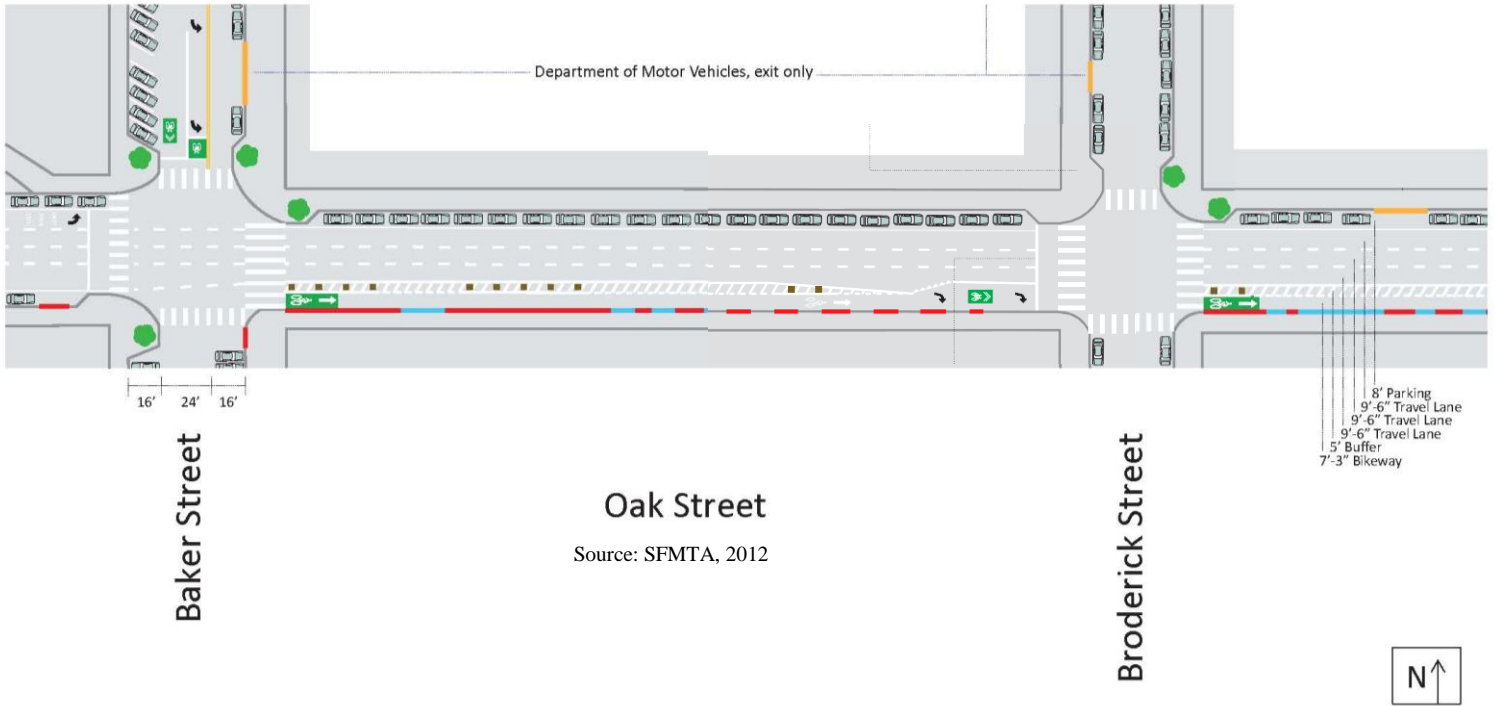 Department of Motor Vehicles, exit only
16’ 24’ 16’
8’ Parking
9’-6” Travel Lane
9’-6” Travel Lane
9’-6” Travel Lane
5’ Buffer
7’-3” Bikeway
Baker Street
Oak Street
Source: SFMTA, 2012
Broderick Street
N